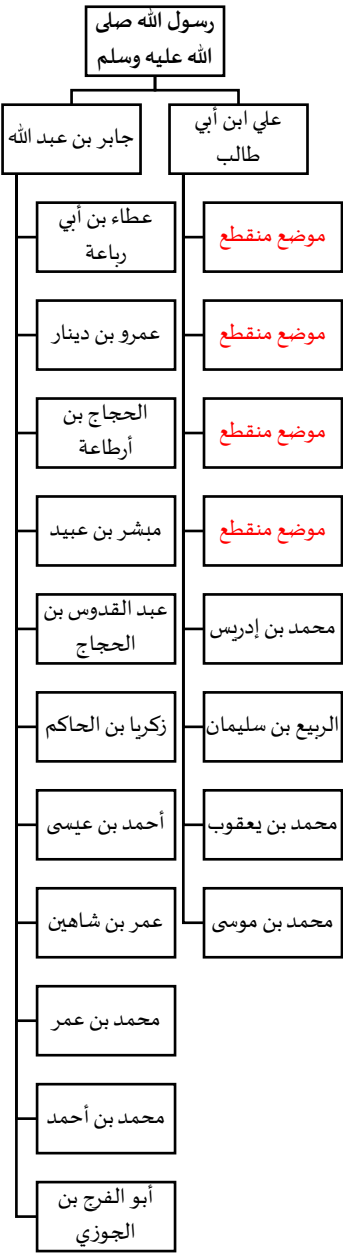 رسول الله صلى
الله عليه وسلم
علي ابن أبي
طالب
موضع منقطع
موضع منقطع
موضع منقطع
موضع منقطع
محمد بن إدريس
الربيع بن سليمان
محمد بن يعقوب
محمد بن موسى
جابر بن عبد الله
عطاء بن أبي
رباعة
عمرو بن دينار
الحجاج بن
أرطاعة
مبشر بن عبيد
عبد القدوس بن
الحجاج
زكريا بن الحاكم
أحمد بن عيسى
عمر بن شاهين
محمد بن عمر
محمد بن أحمد
أبو الفرج بن
الجوزي